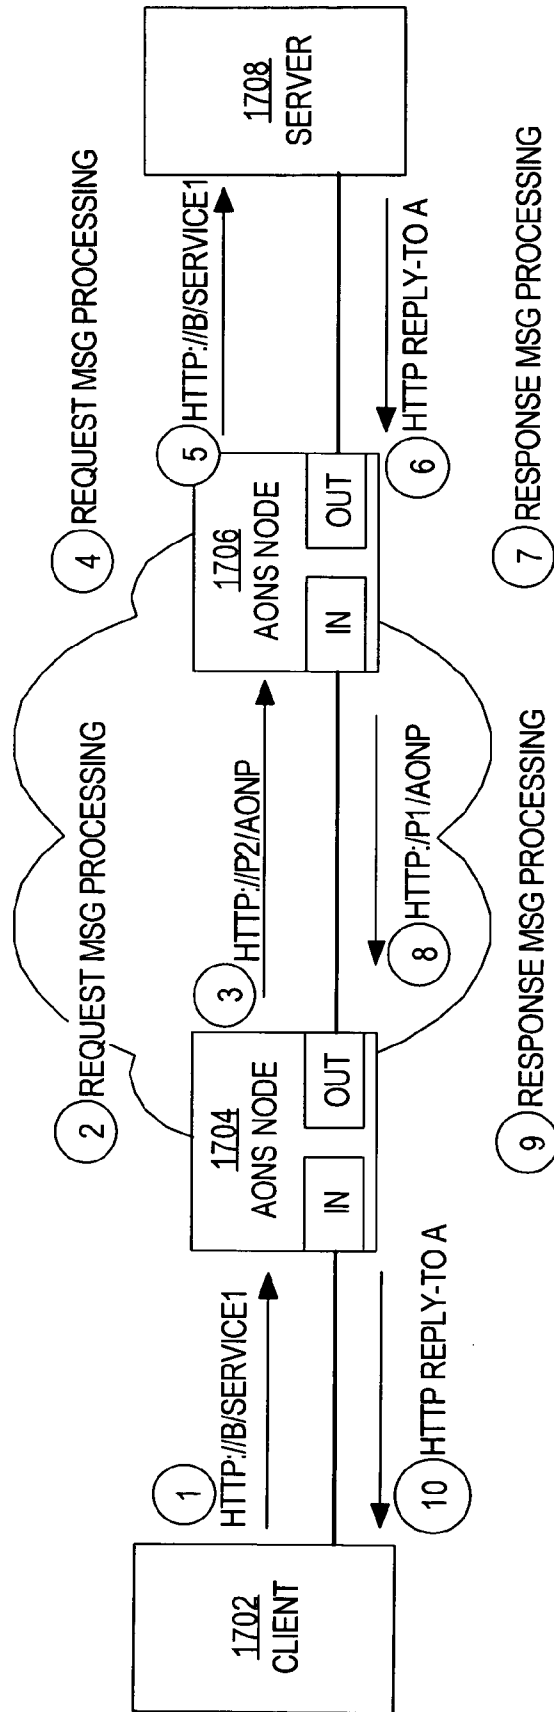 1702
CLIENT
1
HTTP://B/SERVICE1
10
HTTP REPLY-TO A
2
REQUEST MSG PROCESSING
1704
AONS NODE
IN
OUT
9
RESPONSE MSG PROCESSING
3
HTTP://P2/AONP
8
HTTP:/P1/AONP
4
REQUEST MSG PROCESSING
1706
AONS NODE
IN
OUT
7
RESPONSE MSG PROCESSING
5
HTTP://B/SERVICE1
6
HTTP REPLY-TO A
1708
SERVER